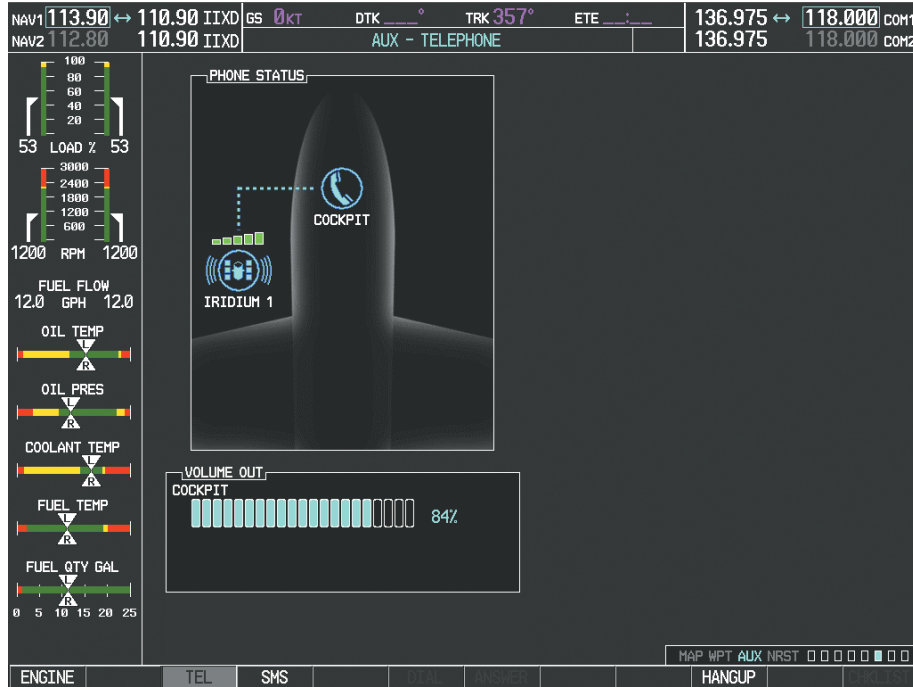 NAV1 113.90 ↔ 110.90 IIXD GS 0KT DTK ___° TRK 357° ETE __:__ 136.975 ↔ 118.000 COM1
NAV2 112.80 110.90 IIXD AUX - TELEPHONE 136.975 118.000 COM2
100
80
60
40
20
53 LOAD % 53
3000
2400
1800
1200
600
1200 RPM 1200
FUEL FLOW
12.0 GPH 12.0
OIL TEMP
L
R
OIL PRES
L
R
COOLANT TEMP
L
R
FUEL TEMP
L
R
FUEL QTY GAL
L
R
0 5 10 15 20 25
PHONE STATUS
COCKPIT
IRIDIUM 1
VOLUME OUT
COCKPIT
84%
MAP WPT AUX NRST
ENGINE TEL SMS DIAL ANSWER HANGUP CHKLIST